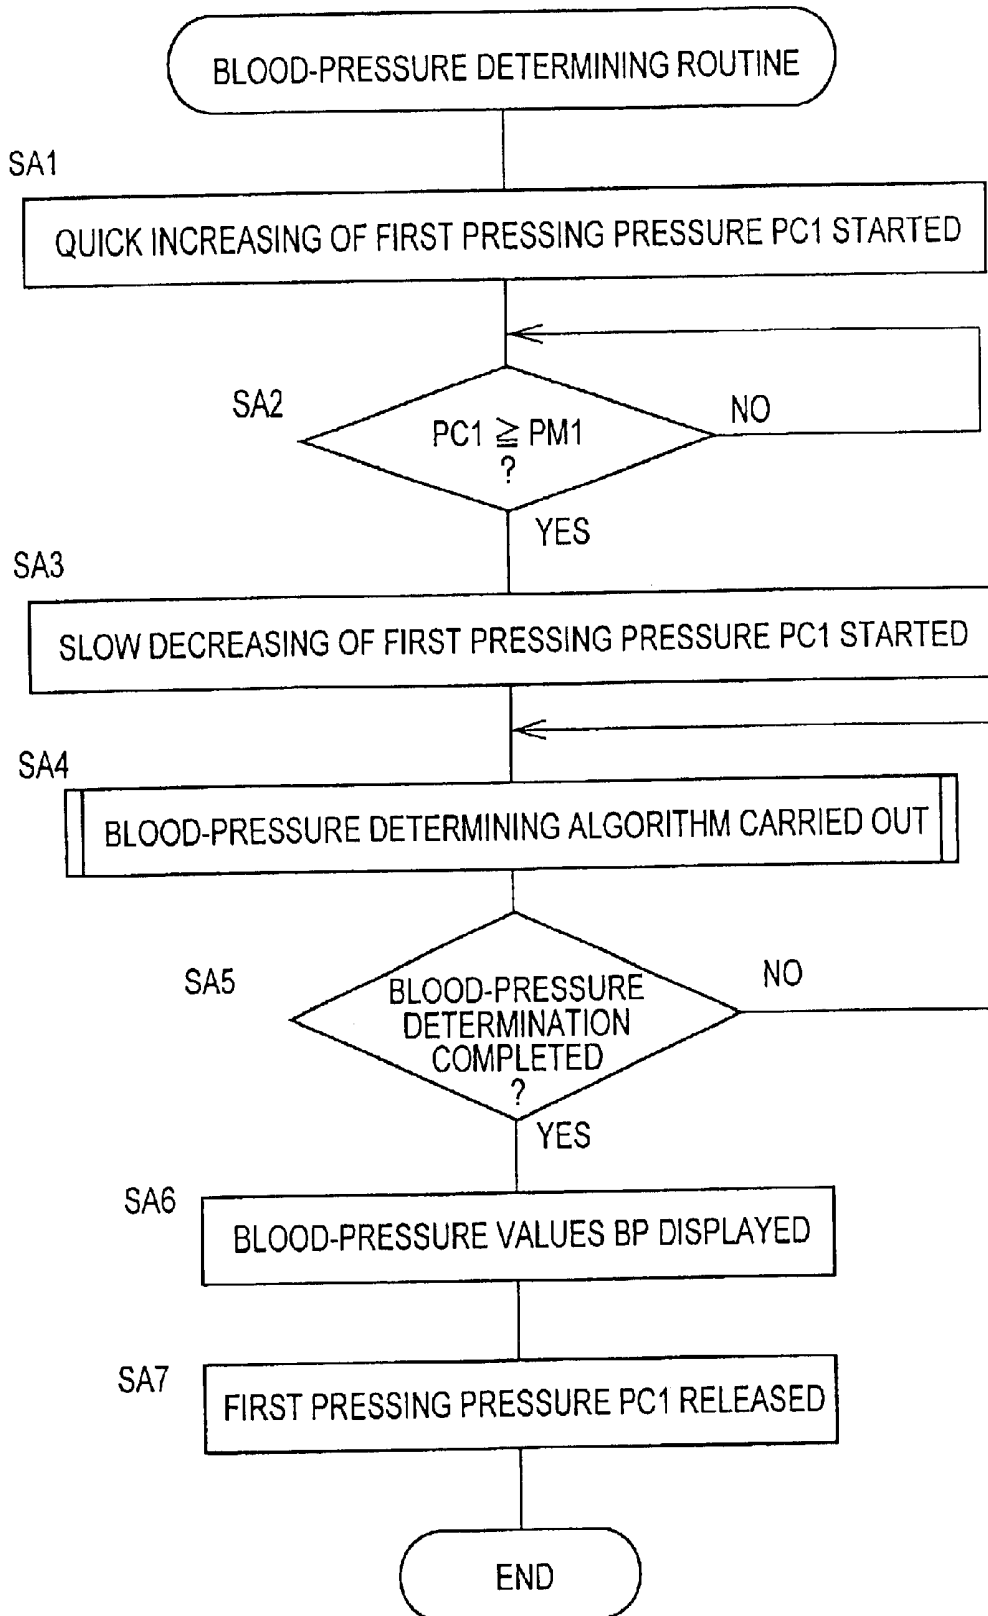 BLOOD-PRESSURE DETERMINING ROUTINE
SA1
QUICK INCREASING OF FIRST PRESSING PRESSURE PC1 STARTED
SA2
PC1 ≧ PM1
?
NO
YES
SA3
SLOW DECREASING OF FIRST PRESSING PRESSURE PC1 STARTED
SA4
BLOOD-PRESSURE DETERMINING ALGORITHM CARRIED OUT
SA5
BLOOD-PRESSURE
DETERMINATION
COMPLETED
?
NO
YES
SA6
BLOOD-PRESSURE VALUES BP DISPLAYED
SA7
FIRST PRESSING PRESSURE PC1 RELEASED
END